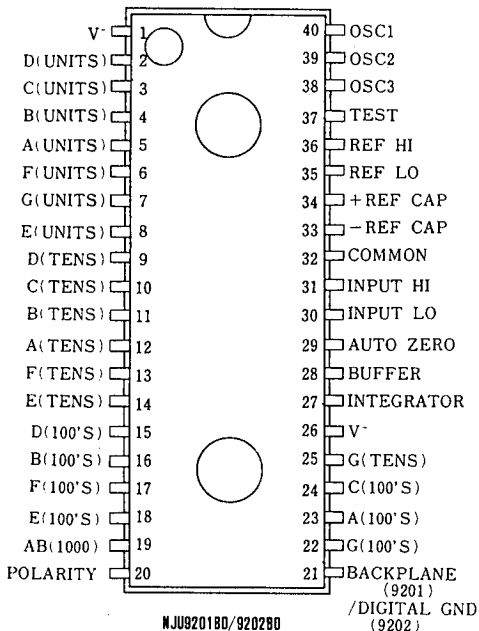 V⁻ 1
D(UNITS) 2
C(UNITS) 3
B(UNITS) 4
A(UNITS) 5
F(UNITS) 6
G(UNITS) 7
E(UNITS) 8
D(TENS) 9
C(TENS) 10
B(TENS) 11
A(TENS) 12
F(TENS) 13
E(TENS) 14
D(100'S) 15
B(100'S) 16
F(100'S) 17
E(100'S) 18
AB(1000) 19
POLARITY 20
40 OSC1
39 OSC2
38 OSC3
37 TEST
36 REF HI
35 REF LO
34 +REF CAP
33 −REF CAP
32 COMMON
31 INPUT HI
30 INPUT LO
29 AUTO ZERO
28 BUFFER
27 INTEGRATOR
26 V⁻
25 G(TENS)
24 C(100'S)
23 A(100'S)
22 G(100'S)
21 BACKPLANE
(9201)
/DIGITAL GND
(9202)
NJU9201BD/9202BD